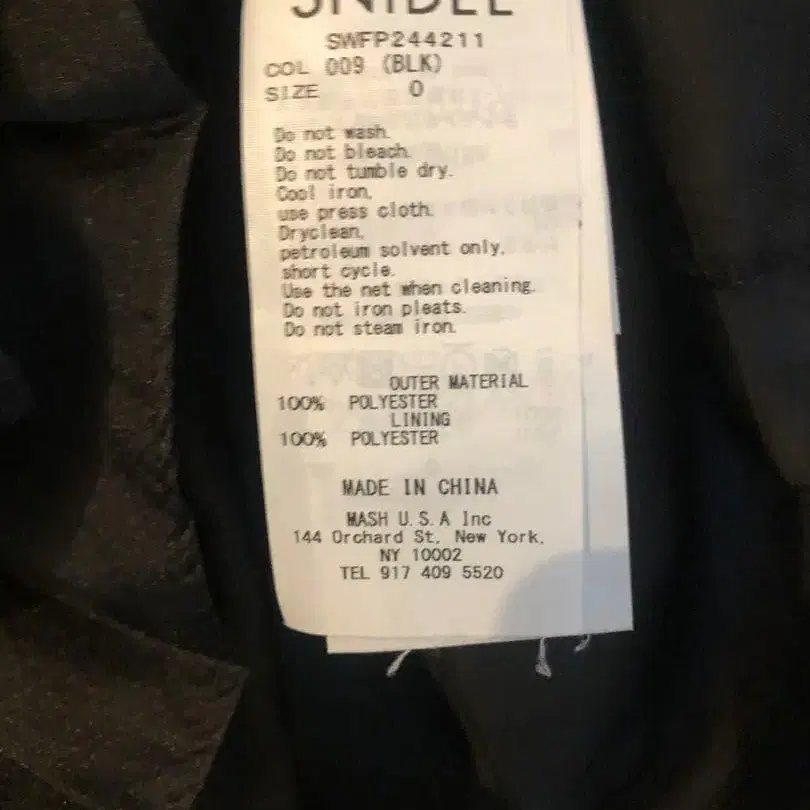 SNIDEL
SWFP244211
COL 009 (BLK)
SIZE 0
Do not wash.
Do not bleach.
Do not tumble dry.
Cool iron,
use press cloth.
Dryclean,
petroleum solvent only,
short cycle.
Use the net when cleaning.
Do not iron pleats.
Do not steam iron.
OUTER MATERIAL
100% POLYESTER
LINING
100% POLYESTER
MADE IN CHINA
MASH U.S.A Inc
144 Orchard St, New York,
NY 10002
TEL 917 409 5520